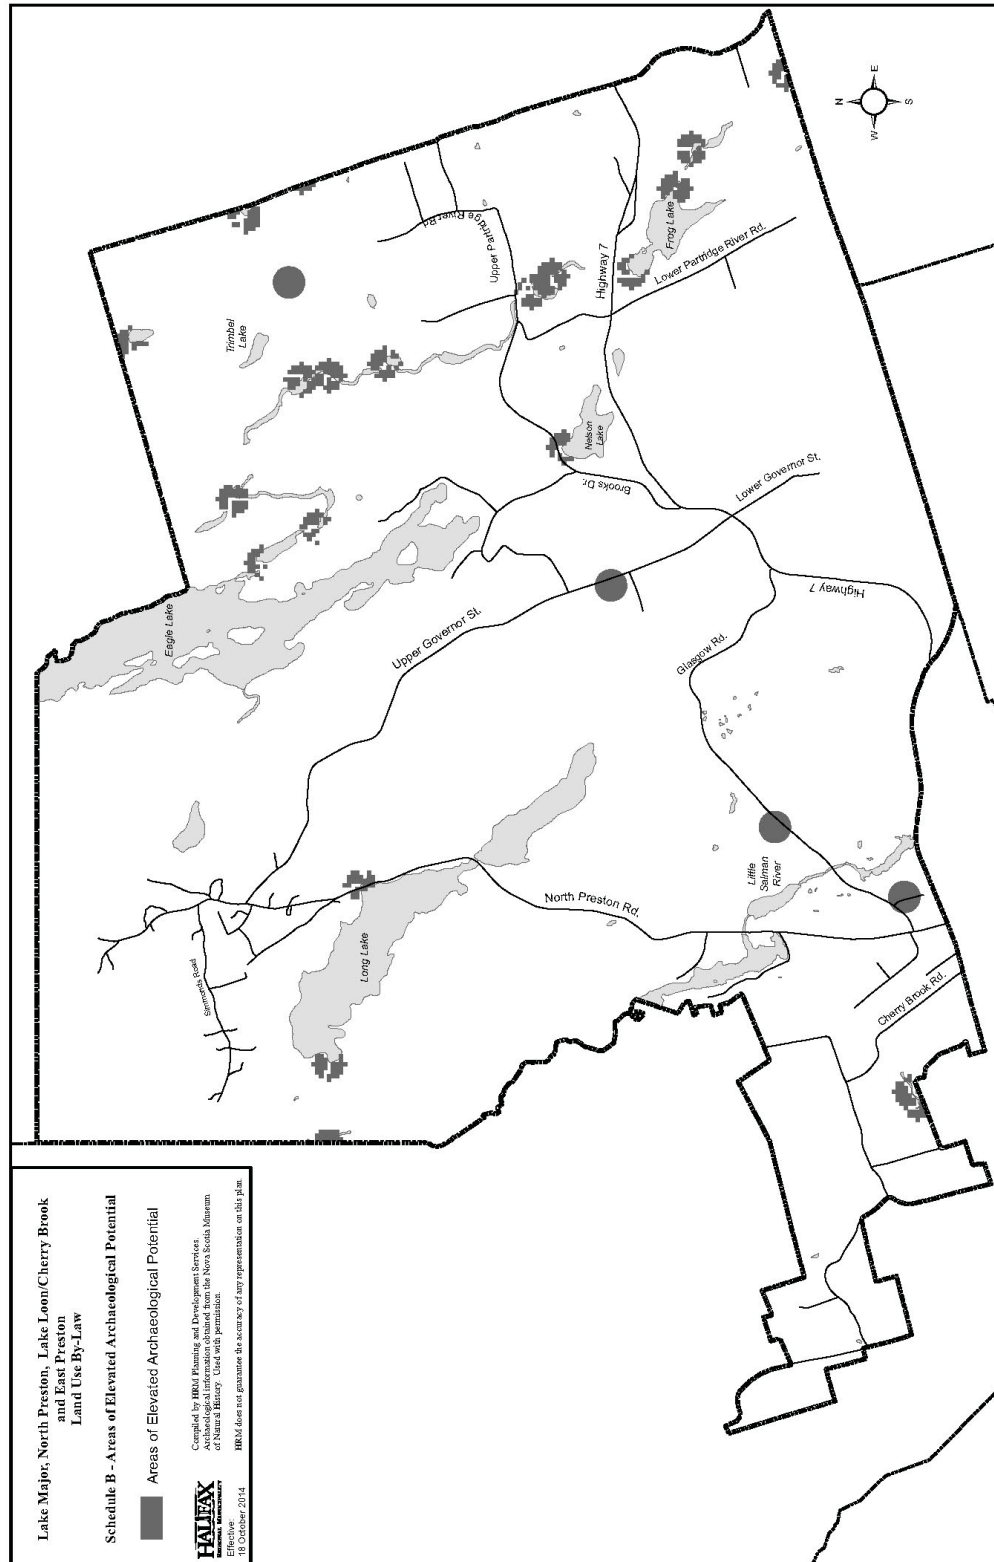 Lake Major, North Preston, Lake Loon/Cherry Brook
and East Preston
Land Use By-Law
Schedule B - Areas of Elevated Archaeological Potential
Areas of Elevated Archaeological Potential
HALIFAX
REGIONAL MUNICIPALITY
Effective:
18 October 2014
Compiled by HRM Planning and Development Services.
Archaeological information obtained from the Nova Scotia Museum
of Natural History. Used with permission.
HRM does not guarantee the accuracy of any representation on this plan.
N
E
S
W
Trimbel
Lake
Eagle Lake
Upper Partridge River Rd
Highway 7
Frog Lake
Lower Partridge River Rd.
Nelson
Lake
Brooks Dr.
Lower Governor St.
Upper Governor St.
Highway 7
Glasgow Rd.
Little
Salman
River
North Preston Rd.
Long Lake
Simmonds Road
Cherry Brook Rd.